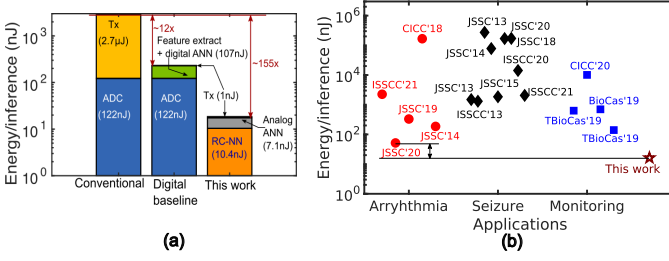 Energy/inference (nJ)
10³
10²
10¹
10⁰
Tx
(2.7μJ)
ADC
(122nJ)
~12x
Feature extract
+ digital ANN (107nJ)
~155x
Tx (1nJ)
ADC
(122nJ)
Analog
ANN
(7.1nJ)
RC-NN
(10.4nJ)
Conventional
Digital
baseline
This work
(a)
Energy/inference (nJ)
10⁶
10⁴
10²
10⁰
CICC'18
JSSC'13
JSSC'20
JSSC'18
JSSC'14
ISSCC'20
CICC'20
ISSCC'21
JSSC'13
JSSC'15
ISSCC'21
BioCas'19
JSSC'19
ISSCC'13
TBioCas'19
JSSC'14
TBioCas'19
JSSC'20
This work
Arryhythmia
Seizure
Monitoring
Applications
(b)